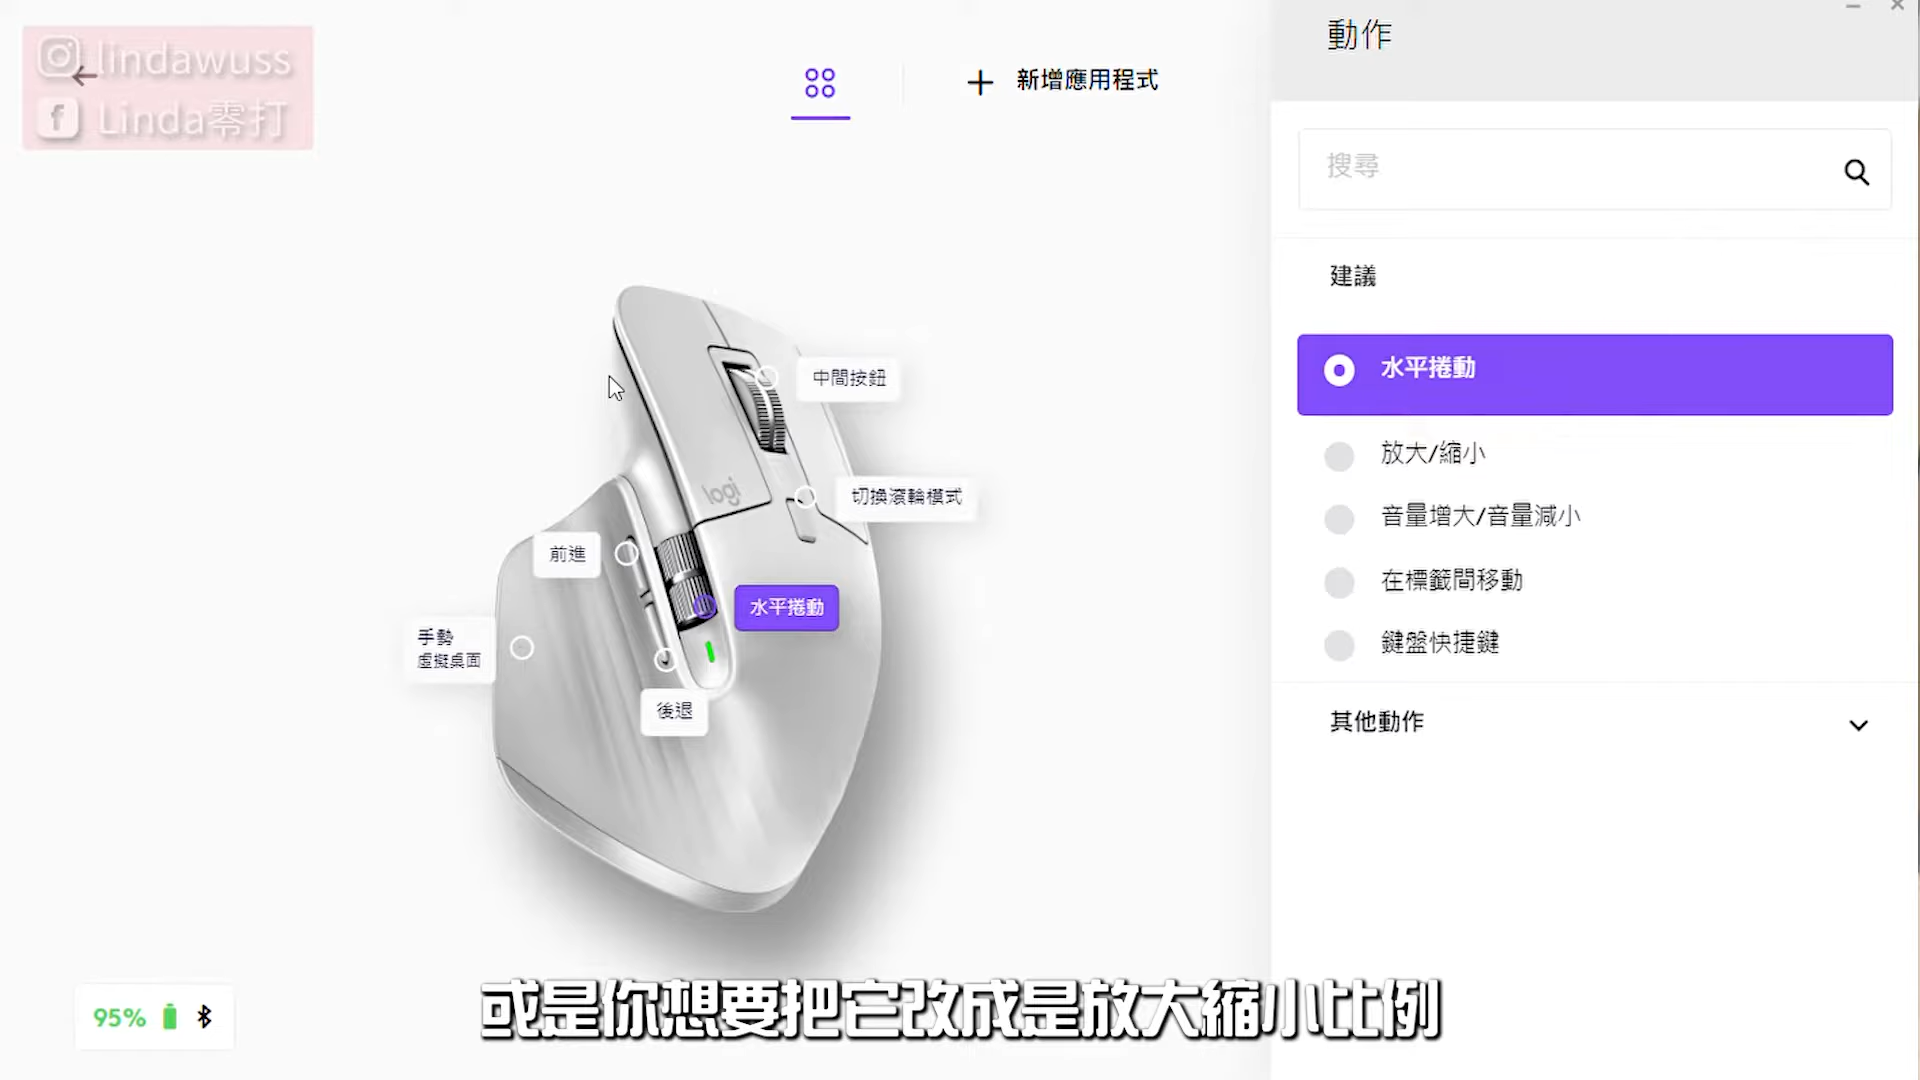 lindawuss
Linda零打
新增應用程式
動作
搜尋
建議
水平捲動
放大/縮小
音量增大/音量減小
在標籤間移動
鍵盤快捷鍵
其他動作
中間按鈕
logi
切換滾輪模式
前進
水平捲動
手勢
虛擬桌面
後退
95%
或是你想要把它改成是放大縮小比例